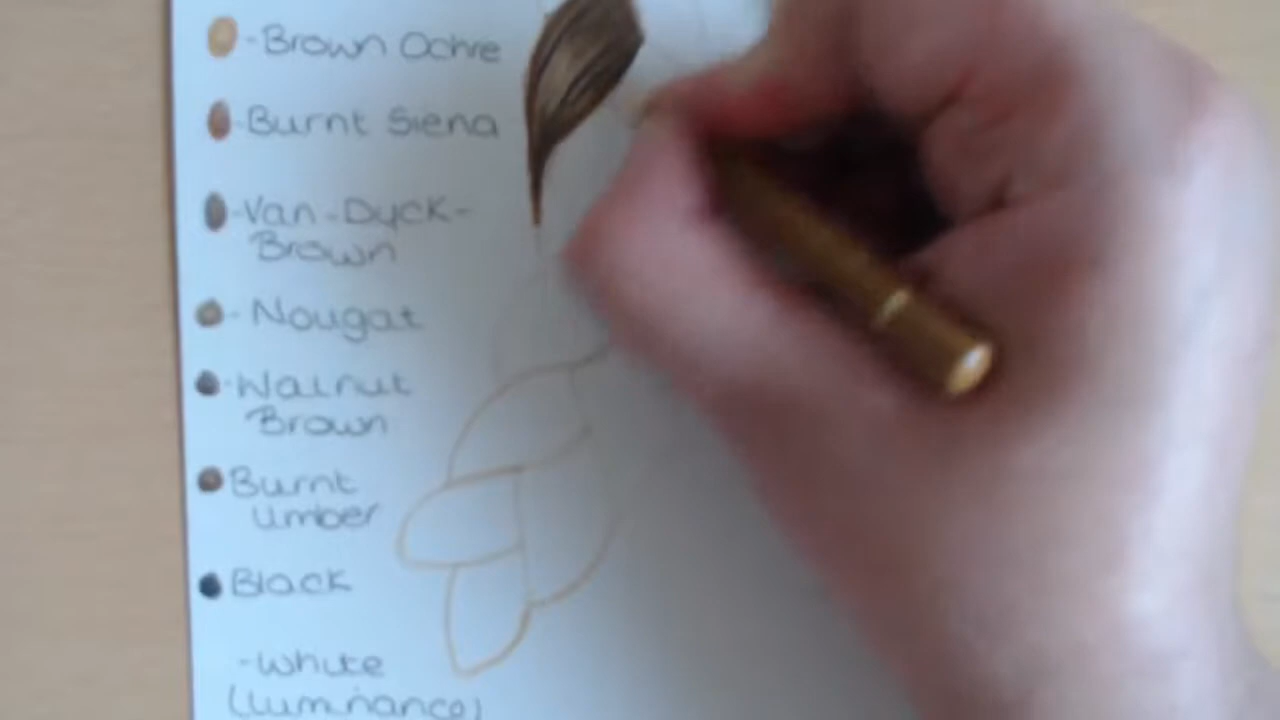 -Brown Ochre
-Burnt Siena
-Van-Dyck-
Brown
- Nougat
-Walnut
Brown
Burnt
Umber
Black
-White
(Luminance)